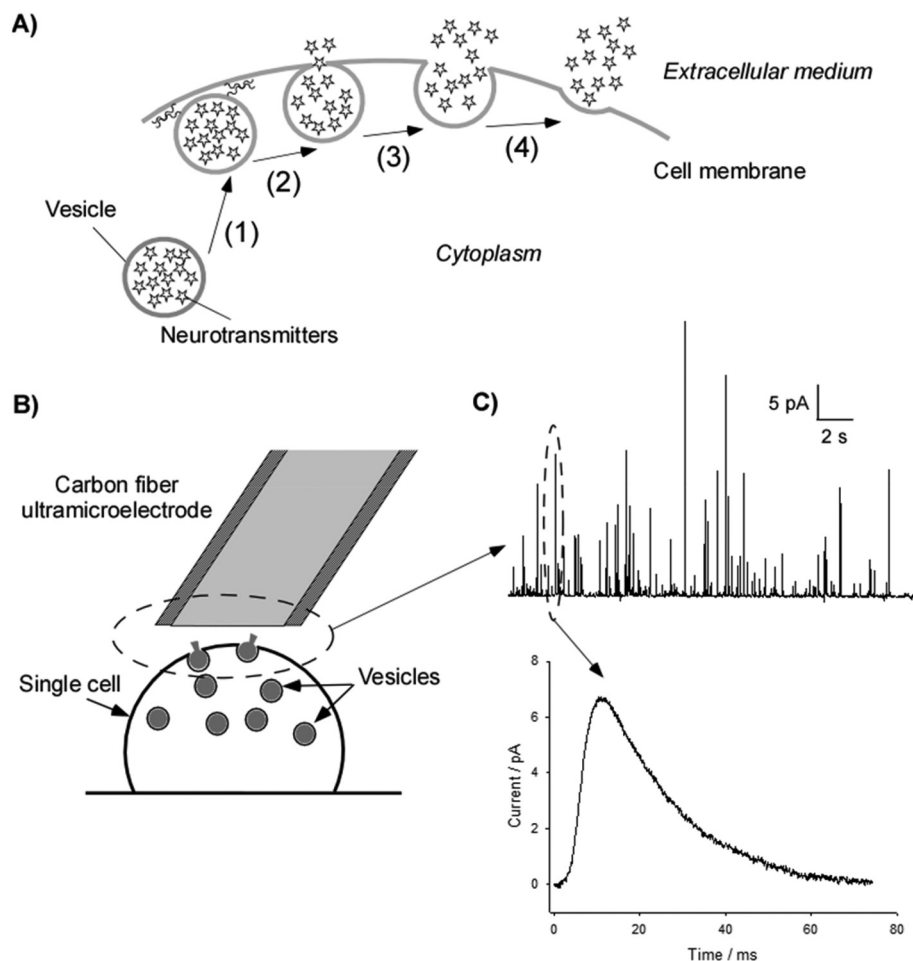 A)
Extracellular medium
(1)
(2)
(3)
(4)
Cell membrane
Vesicle
Cytoplasm
Neurotransmitters
B)
Carbon fiber
ultramicroelectrode
Single cell
Vesicles
C)
5 pA
2 s
Current / pA
8
6
4
2
0
0
20
40
60
80
Time / ms